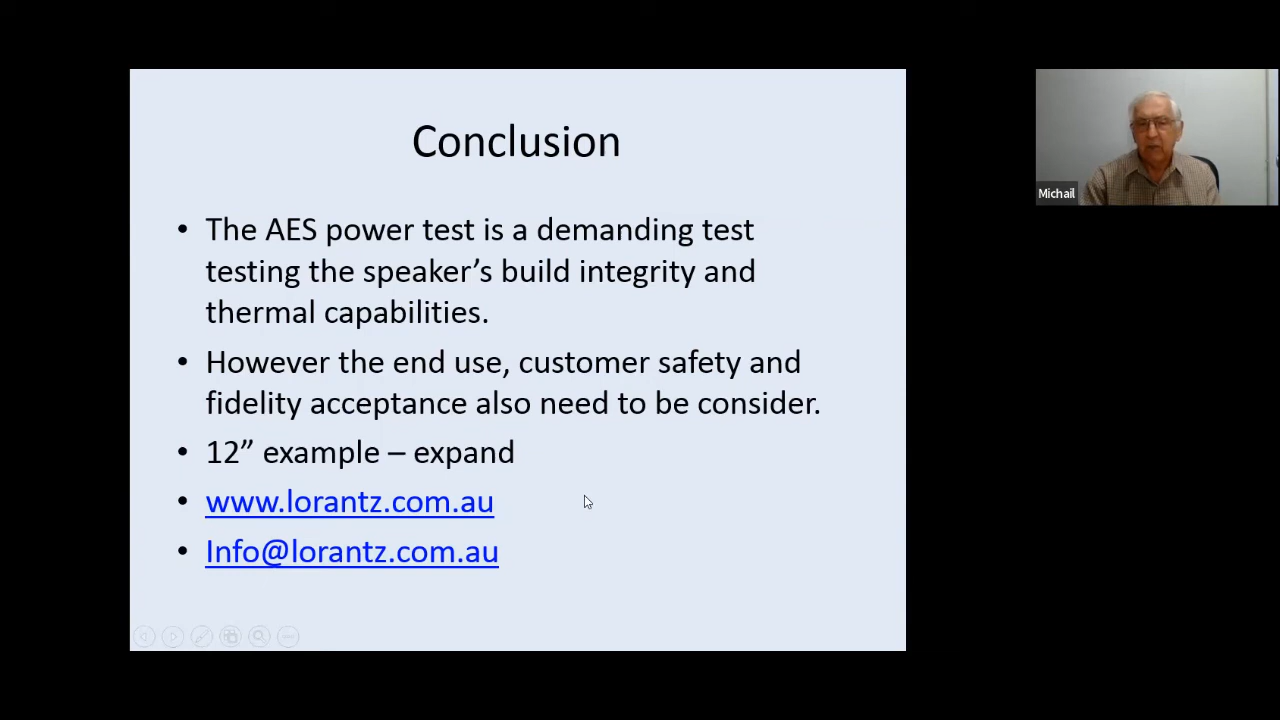 Conclusion
• The AES power test is a demanding test
testing the speaker’s build integrity and
thermal capabilities.
• However the end use, customer safety and
fidelity acceptance also need to be consider.
• 12” example – expand
• www.lorantz.com.au
• Info@lorantz.com.au
Michail